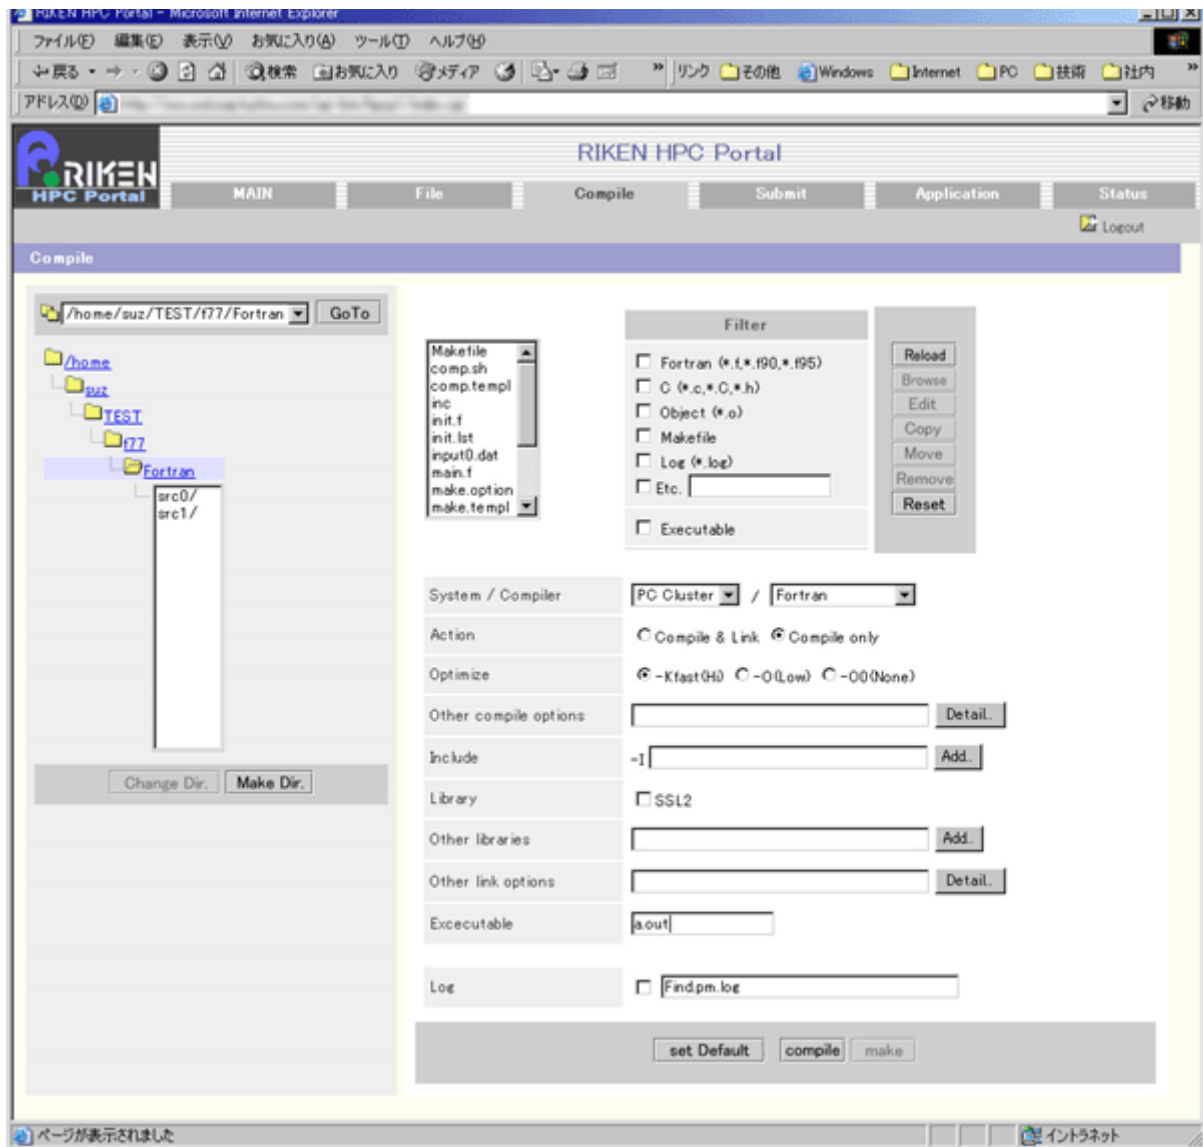 RIKEN HPC Portal - Microsoft Internet Explorer
ファイル(F) 編集(E) 表示(V) お気に入り(A) ツール(T) ヘルプ(H)
戻る 検索 お気に入り メディア » リンク その他 Windows Internet PC 技術 社内 »
アドレス(D) 移動
RIKEN
HPC Portal
RIKEN HPC Portal
MAIN File Compile Submit Application Status
Logout
Compile
/home/suz/TEST/f77/Fortran GoTo
/home
suz
TEST
f77
Fortran
src0/
src1/
Change Dir. Make Dir.
Makefile
comp.sh
comp.templ
inc
init.f
init.lst
input0.dat
main.f
make.option
make.templ
Filter
Fortran (*.f,*.f90,*.f95)
C (*.c,*.C,*.h)
Object (*.o)
Makefile
Log (*.log)
Etc.
Executable
Reload
Browse
Edit
Copy
Move
Remove
Reset
System / Compiler PC Cluster / Fortran
Action Compile & Link Compile only
Optimize -Kfast(Hi) -O(Low) -O0(None)
Other compile options Detail..
Include -I Add..
Library SSL2
Other libraries Add..
Other link options Detail..
Excecutable a.out
Log Find.pm.log
set Default compile make
ページが表示されました イントラネット